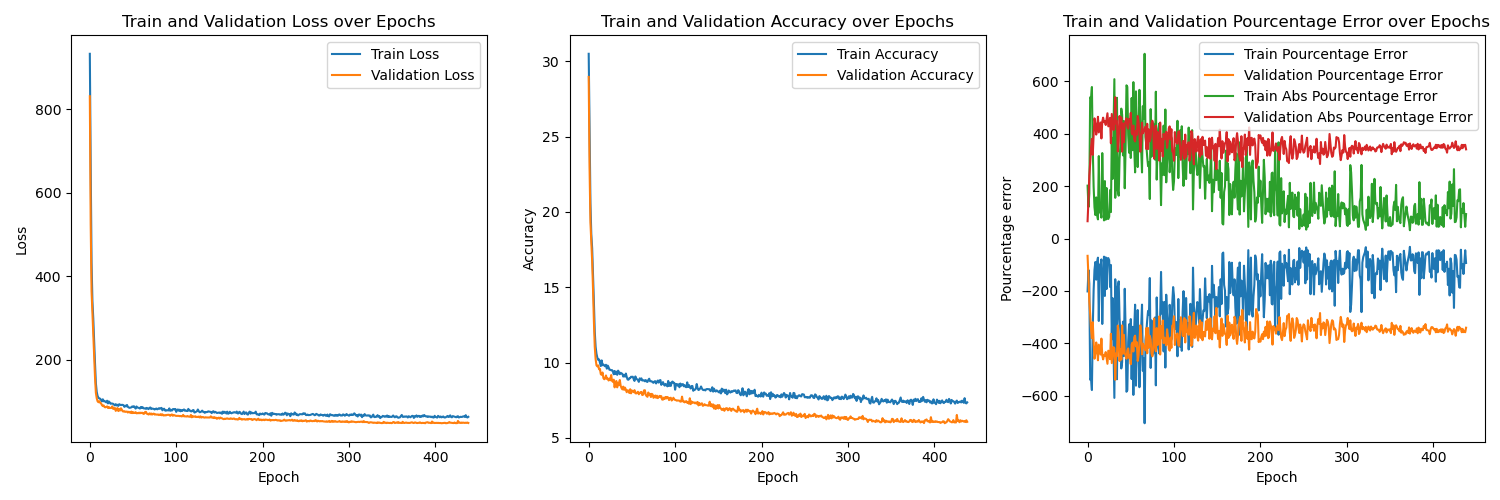 Train and Validation Loss over Epochs
Train Loss
Validation Loss
800
600
400
200
Loss
0
100
200
300
400
Epoch
Train and Validation Accuracy over Epochs
Train Accuracy
Validation Accuracy
30
25
20
15
10
5
Accuracy
0
100
200
300
400
Epoch
Train and Validation Pourcentage Error over Epochs
Train Pourcentage Error
Validation Pourcentage Error
Train Abs Pourcentage Error
Validation Abs Pourcentage Error
600
400
200
0
−200
−400
−600
Pourcentage error
0
100
200
300
400
Epoch